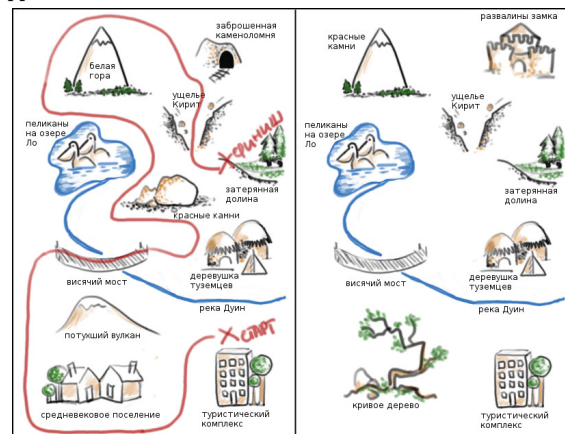 заброшенная
каменоломня
белая
гора
ущелье
Кирит
пеликаны
на озере
Ло
ФИНИШ
затерянная
долина
красные камни
деревушка
туземцев
висячий мост
река Дуин
потухший вулкан
СТАРТ
средневековое поселение
туристический
комплекс
развалины замка
красные
камни
ущелье
Кирит
пеликаны
на озере
Ло
затерянная
долина
деревушка
туземцев
висячий мост
река Дуин
кривое дерево
туристический
комплекс